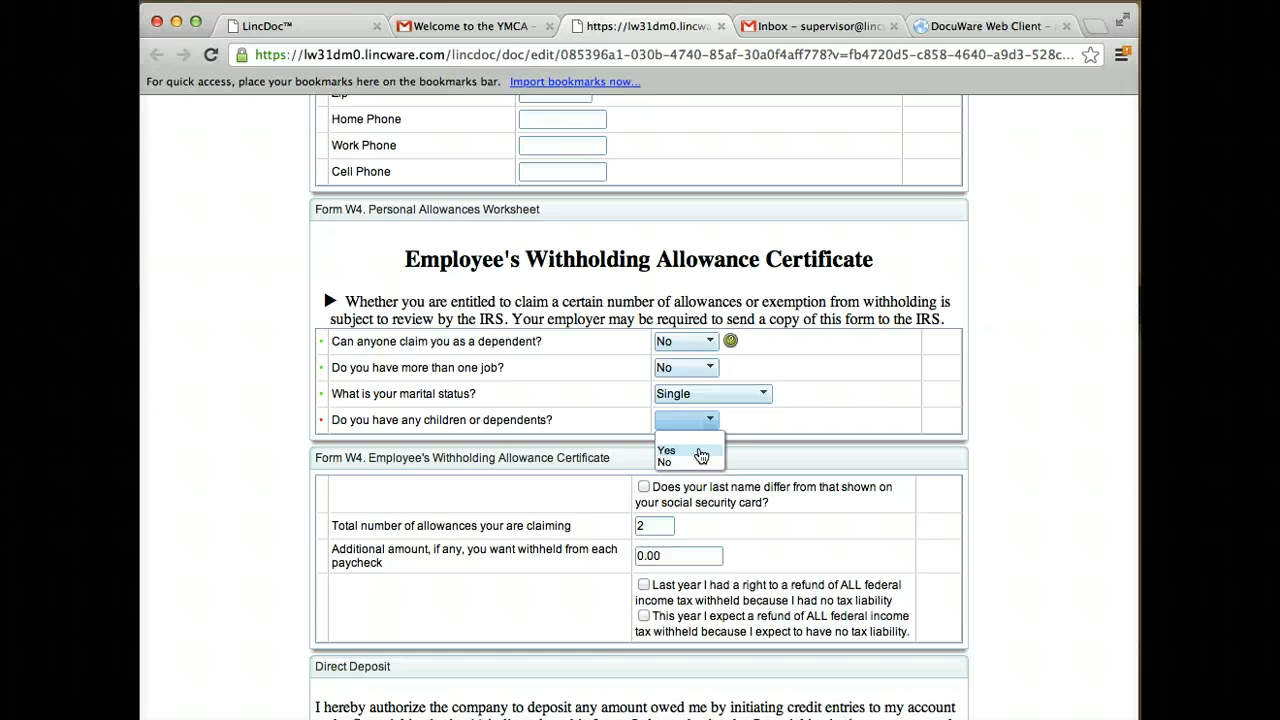 LincDoc™
Welcome to the YMCA -
https://lw31dm0.lincwa
Inbox – supervisor@linc
DocuWare Web Client -
https://lw31dm0.lincware.com/lincdoc/doc/edit/085396a1-030b-4740-85af-30a0f4aff778?v=fb4720d5-c858-4640-a9d3-528c...
For quick access, place your bookmarks here on the bookmarks bar. Import bookmarks now...
Zip
Home Phone
Work Phone
Cell Phone
Form W4. Personal Allowances Worksheet
Employee's Withholding Allowance Certificate
Whether you are entitled to claim a certain number of allowances or exemption from withholding is
subject to review by the IRS. Your employer may be required to send a copy of this form to the IRS.
Can anyone claim you as a dependent? No
Do you have more than one job? No
What is your marital status? Single
Do you have any children or dependents?
Yes
No
Form W4. Employee's Withholding Allowance Certificate
Does your last name differ from that shown on
your social security card?
Total number of allowances your are claiming 2
Additional amount, if any, you want withheld from each
paycheck
0.00
Last year I had a right to a refund of ALL federal
income tax withheld because I had no tax liability
This year I expect a refund of ALL federal income
tax withheld because I expect to have no tax liability.
Direct Deposit
I hereby authorize the company to deposit any amount owed me by initiating credit entries to my account